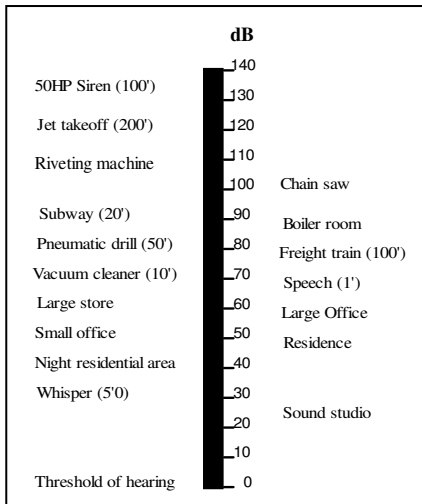 dB
140
50HP Siren (100')
130
Jet takeoff (200')
120
Riveting machine
110
100
Chain saw
Subway (20')
90
Boiler room
Pneumatic drill (50')
80
Freight train (100')
Vacuum cleaner (10')
70
Speech (1')
Large store
60
Large Office
Small office
50
Residence
Night residential area
40
Whisper (5'0)
30
Sound studio
20
10
Threshold of hearing
0